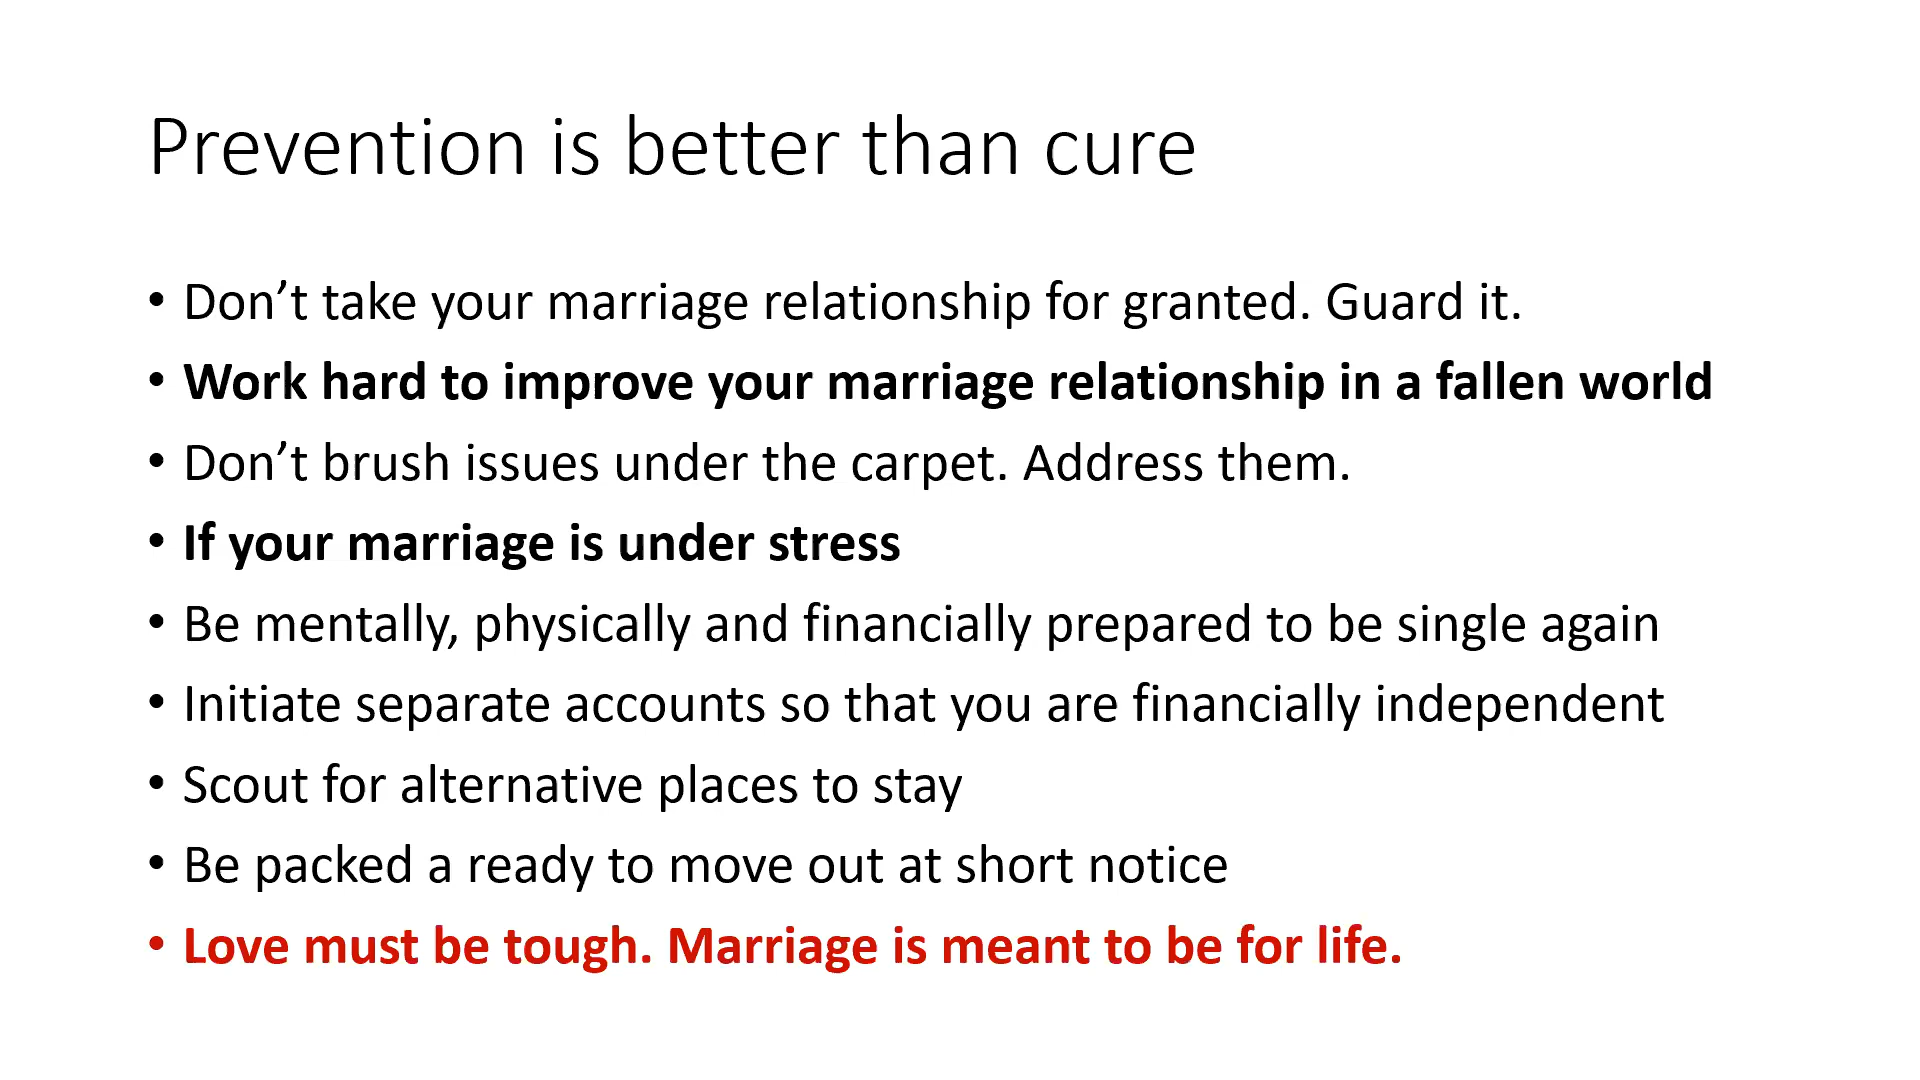 Prevention is better than cure
• Don’t take your marriage relationship for granted. Guard it.
• Work hard to improve your marriage relationship in a fallen world
• Don’t brush issues under the carpet. Address them.
• If your marriage is under stress
• Be mentally, physically and financially prepared to be single again
• Initiate separate accounts so that you are financially independent
• Scout for alternative places to stay
• Be packed a ready to move out at short notice
• Love must be tough. Marriage is meant to be for life.